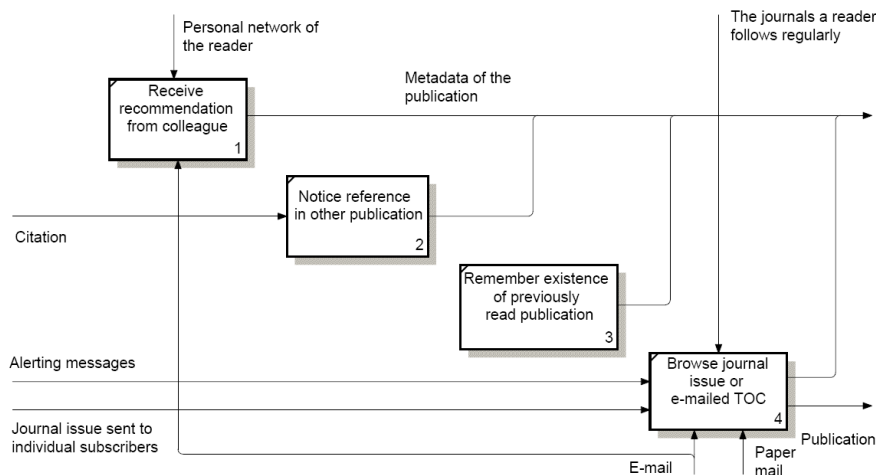 Personal network of
the reader
The journals a reader
follows regularly
Receive
recommendation
from colleague
1
Metadata of the
publication
Notice reference
in other publication
2
Citation
Remember existence
of previously
read publication
3
Alerting messages
Browse journal
issue or
e-mailed TOC
4
Journal issue sent to
individual subscribers
Publication
E-mail
Paper
mail